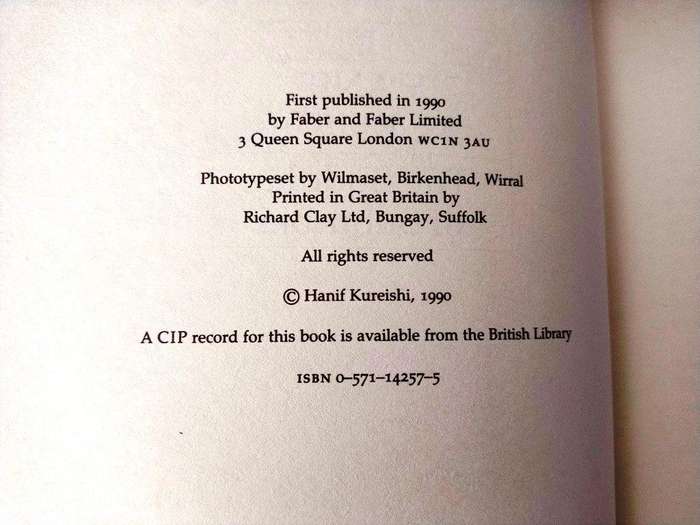 First published in 1990
by Faber and Faber Limited
3 Queen Square London WC1N 3AU
Phototypeset by Wilmaset, Birkenhead, Wirral
Printed in Great Britain by
Richard Clay Ltd, Bungay, Suffolk
All rights reserved
© Hanif Kureishi, 1990
A CIP record for this book is available from the British Library
ISBN 0–571–14257–5